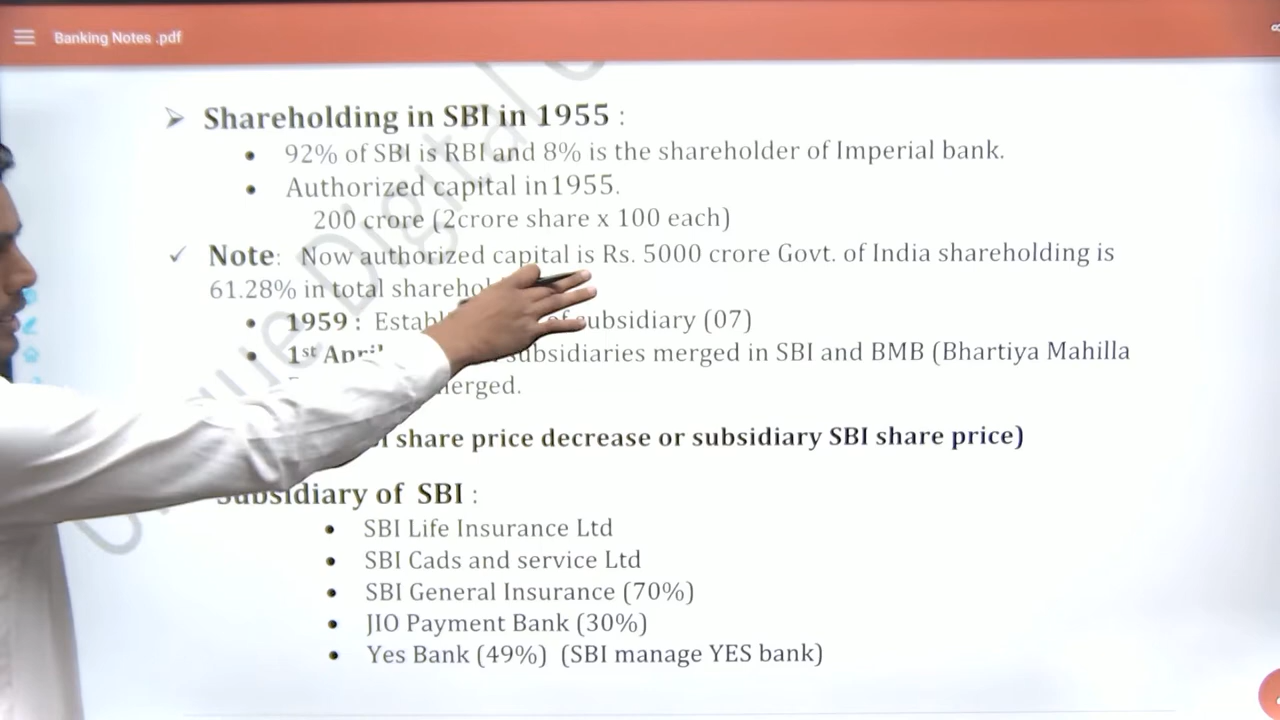 Banking Notes .pdf
➤ Shareholding in SBI in 1955 :
• 92% of SBI is RBI and 8% is the shareholder of Imperial bank.
• Authorized capital in1955.
200 crore (2crore share x 100 each)
✓ Note: Now authorized capital is Rs. 5000 crore Govt. of India shareholding is
61.28% in total
• 1959 : subsidiary (07)
• 1st subsidiaries merged in SBI and BMB (Bhartiya Mahilla
merged.
share price decrease or subsidiary SBI share price)
Subsidiary of SBI :
• SBI Life Insurance Ltd
• SBI Cads and service Ltd
• SBI General Insurance (70%)
• JIO Payment Bank (30%)
• Yes Bank (49%) (SBI manage YES bank)